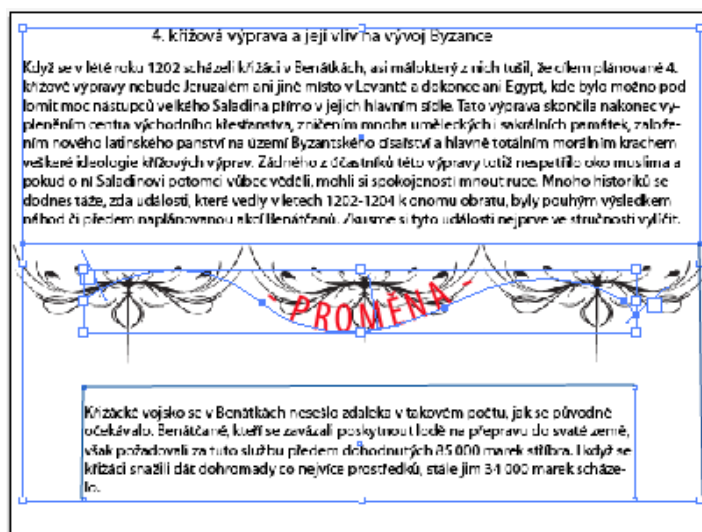 4. křížová výprava a její vliv na vývoj Byzance
Když se v létě roku 1202 scházeli křižáci v Benátkách, asi málokterý z nich tušil, že cílem plánované 4.
křížové výpravy nebude Jeruzalém ani jiné místo v Levantě a dokonce ani Egypt, kde bylo možno pod
lomit moc nástupců velkého Saladina přímo v jejich hlavním sídle. Tato výprava skončila nakonec vy-
pleněním centra východního křesťanstva, zničením mnoha uměleckých i sakrálních památek, založe-
ním nového latinského panství na území Byzantského císařství a hlavně totálním morálním krachem
veškeré ideologie křížových výprav. Žádného z účastníků této výpravy totiž nespatřilo oko muslima a
pokud o ní Saladinovi potomci vůbec věděli, mohli si spokojeností mnout ruce. Mnoho historiků se
dodnes táže, zda události, které vedly v letech 1202-1204 k onomu obratu, byly pouhým výsledkem
náhod či předem naplánovanou akcí Benátčanů. Zkusme si tyto události nejprve ve stručnosti vylíčit.
- PROMĚNA -
Křižácké vojsko se v Benátkách nesešlo zdaleka v takovém počtu, jak se původně
očekávalo. Benátčané, kteří se zavázali poskytnout lodě na přepravu do svaté země,
však požadovali za tuto službu předem dohodnutých 85 000 marek stříbra. I když se
křižáci snažili dát dohromady co nejvíce prostředků, stále jim 34 000 marek scháze-
lo.